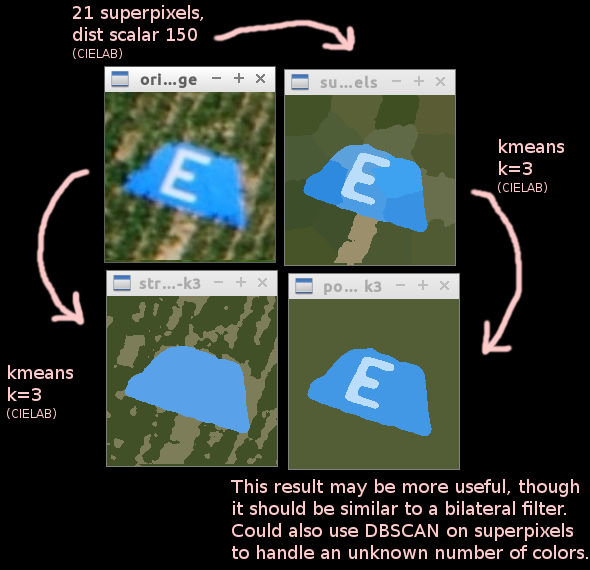 21 superpixels,
dist scalar 150
(CIELAB)
ori...ge
su...els
E
E
kmeans
k=3
(CIELAB)
str...-k3
po... k3
E
kmeans
k=3
(CIELAB)
This result may be more useful, though
it should be similar to a bilateral filter.
Could also use DBSCAN on superpixels
to handle an unknown number of colors.